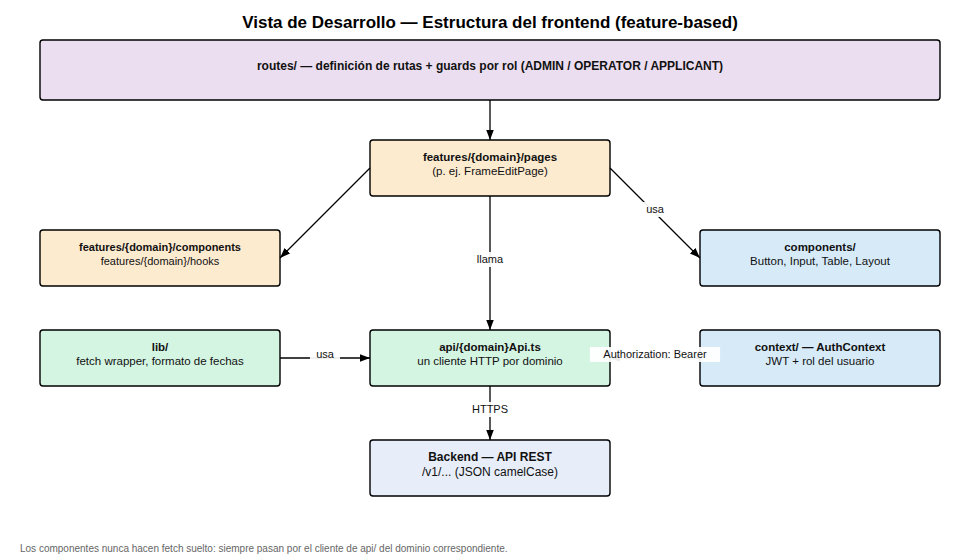 Vista de Desarrollo — Estructura del frontend (feature-based)
routes/ — definición de rutas + guards por rol (ADMIN / OPERATOR / APPLICANT)
features/{domain}/pages
(p. ej. FrameEditPage)
usa
features/{domain}/components
features/{domain}/hooks
llama
components/
Button, Input, Table, Layout
lib/
fetch wrapper, formato de fechas
usa
api/{domain}Api.ts
un cliente HTTP por dominio
Authorization: Bearer
context/ — AuthContext
JWT + rol del usuario
HTTPS
Backend — API REST
/v1/... (JSON camelCase)
Los componentes nunca hacen fetch suelto: siempre pasan por el cliente de api/ del dominio correspondiente.